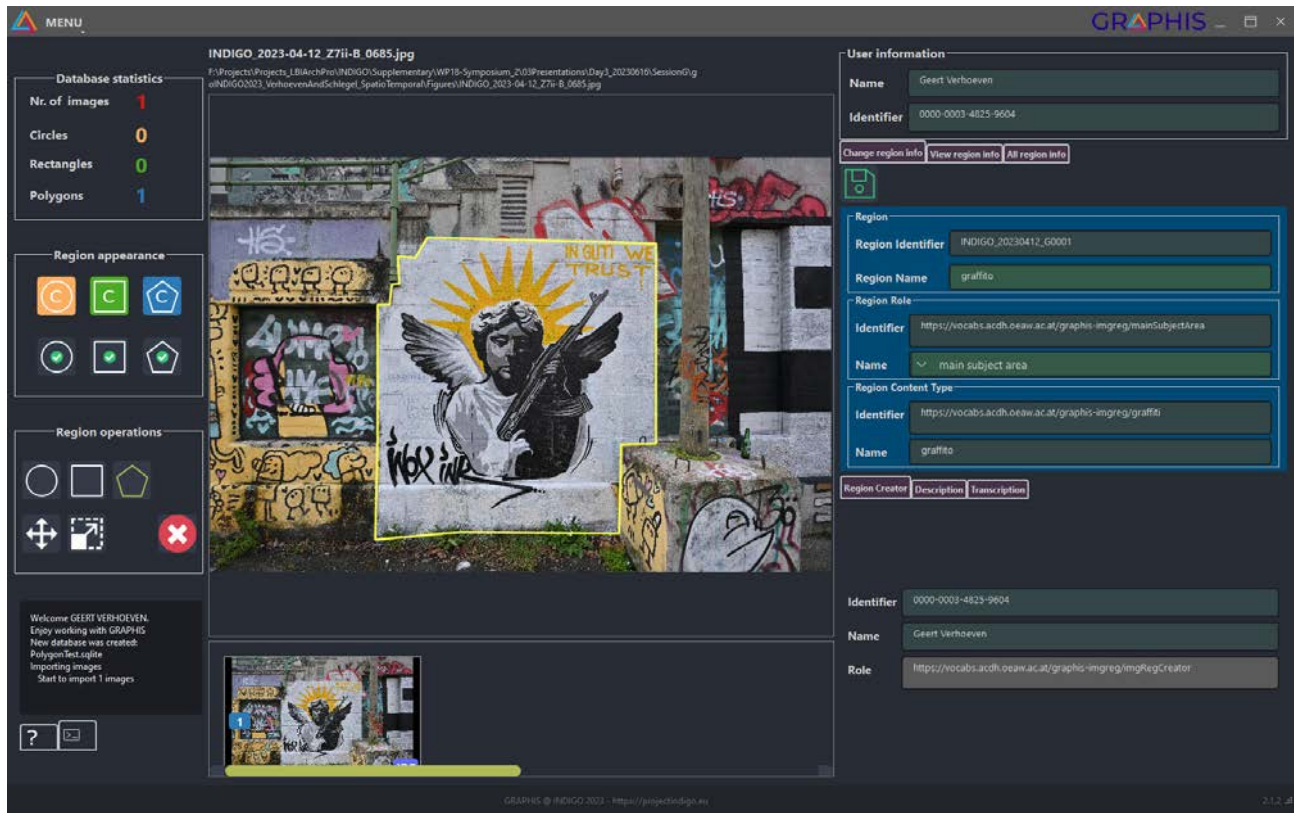 MENU
GRAPHIS
Database statistics
Nr. of images 1
Circles 0
Rectangles 0
Polygons 1
Region appearance
C C C
Region operations
Welcome GEERT VERHOEVEN.
Enjoy working with GRAPHIS
New database was created:
PolygonTest.sqlite
Importing images
Start to import 1 images
?
INDIGO_2023-04-12_Z7ii-B_0685.jpg
F:\Projects\Projects_LBIArchPro\INDIGO\Supplementary\WP18-Symposium_2\03Presentations\Day3_20230616\SessionG\g
oINDIGO2023_VerhoevenAndSchlegel_SpatioTemporal\Figures\INDIGO_2023-04-12_Z7ii-B_0685.jpg
IN GUTI WE
TRUST
WOX iNR
1
User information
Name Geert Verhoeven
Identifier 0000-0003-4825-9604
Change region info View region info All region info
Region
Region Identifier INDIGO_20230412_G0001
Region Name graffito
Region Role
Identifier https://vocabs.acdh.oeaw.ac.at/graphis-imgreg/mainSubjectArea
Name main subject area
Region Content Type
Identifier https://vocabs.acdh.oeaw.ac.at/graphis-imgreg/graffiti
Name graffito
Region Creator Description Transcription
Identifier 0000-0003-4825-9604
Name Geert Verhoeven
Role https://vocabs.acdh.oeaw.ac.at/graphis-imgreg/imgRegCreator
GRAPHIS @ INDIGO 2023 - https://projectindigo.eu
2.1.2